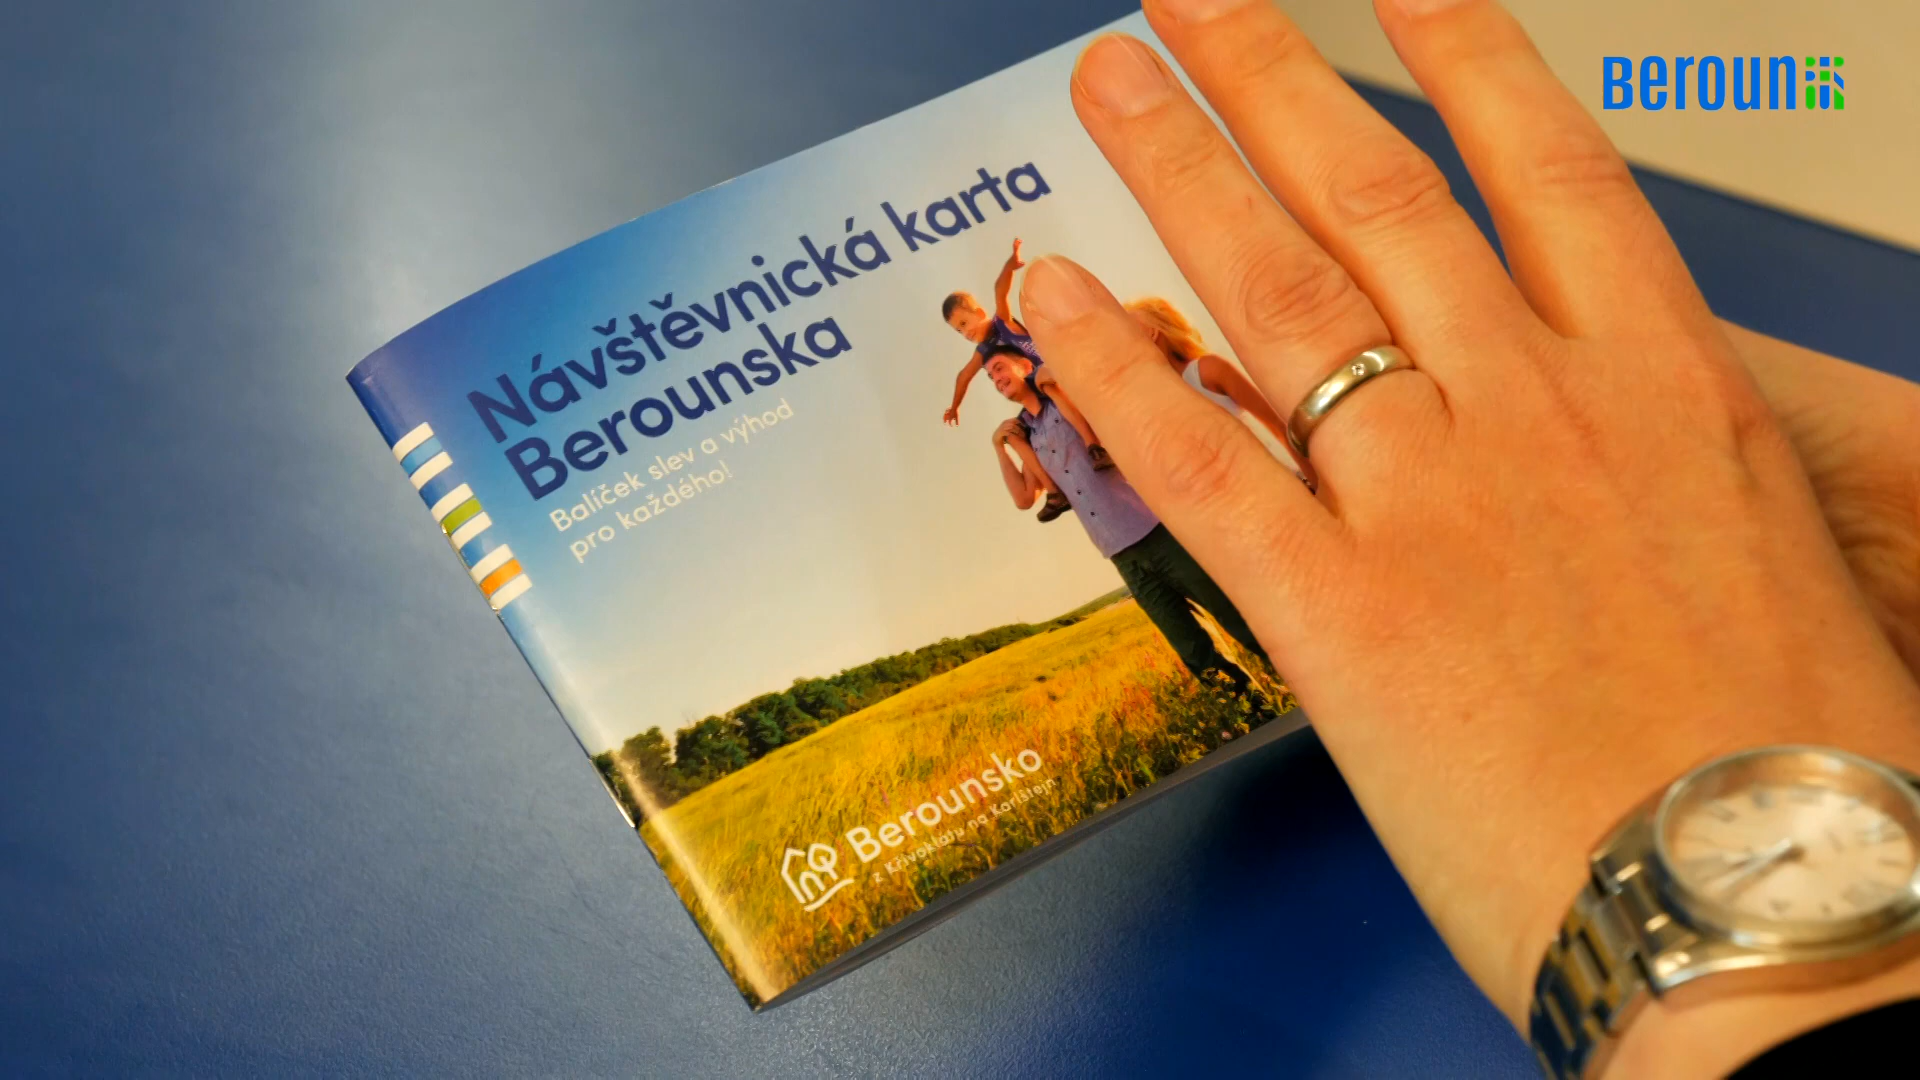 Beroun
Návštěvnická karta
Berounska
Balíček slev a výhod
pro každého!
Berounsko
z Křivoklátu na Karlštejn